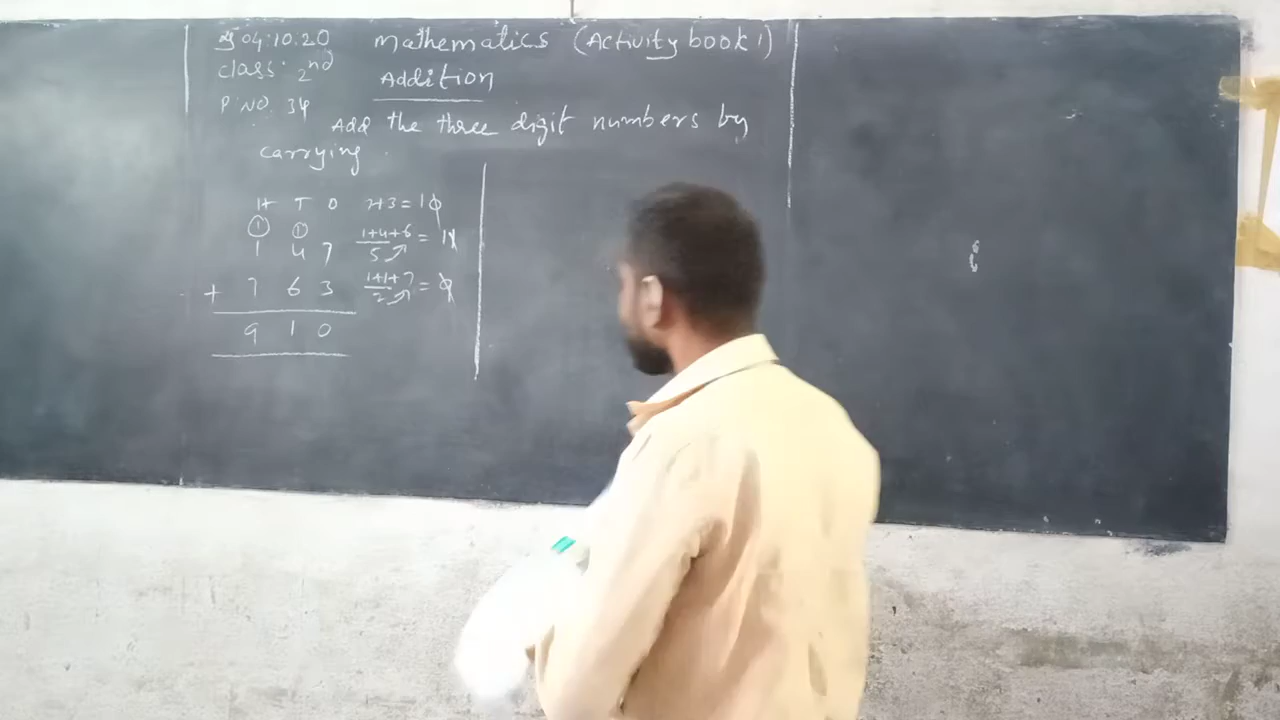 04.10.20 Mathematics (Activity book 1)
Class: 2nd Addition
P. NO. 34
Add the three digit numbers by
carrying.
H T O 7+3=10
1 1 1+4+6 = 11
1 4 7 5
+ 7 6 3 1+1+7 = 9
2
9 1 0